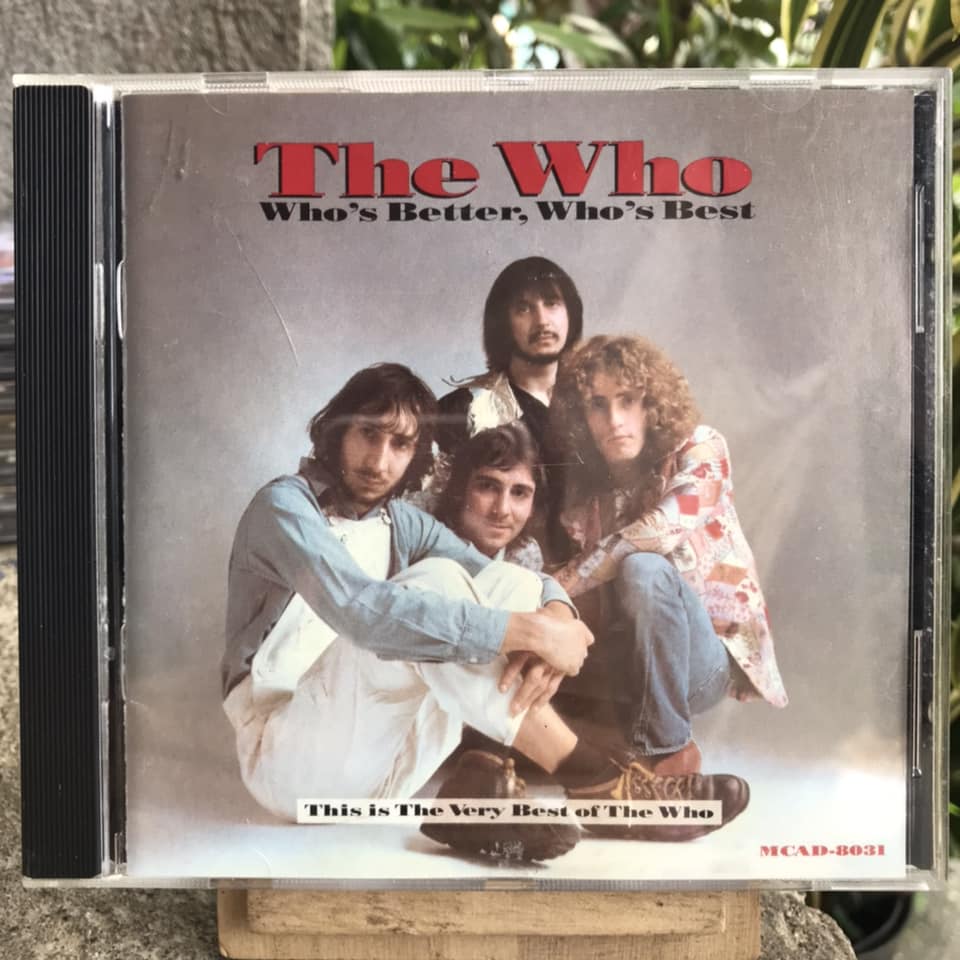 The Who
Who's Better, Who's Best
This is The Very Best of The Who
MCAD-8031